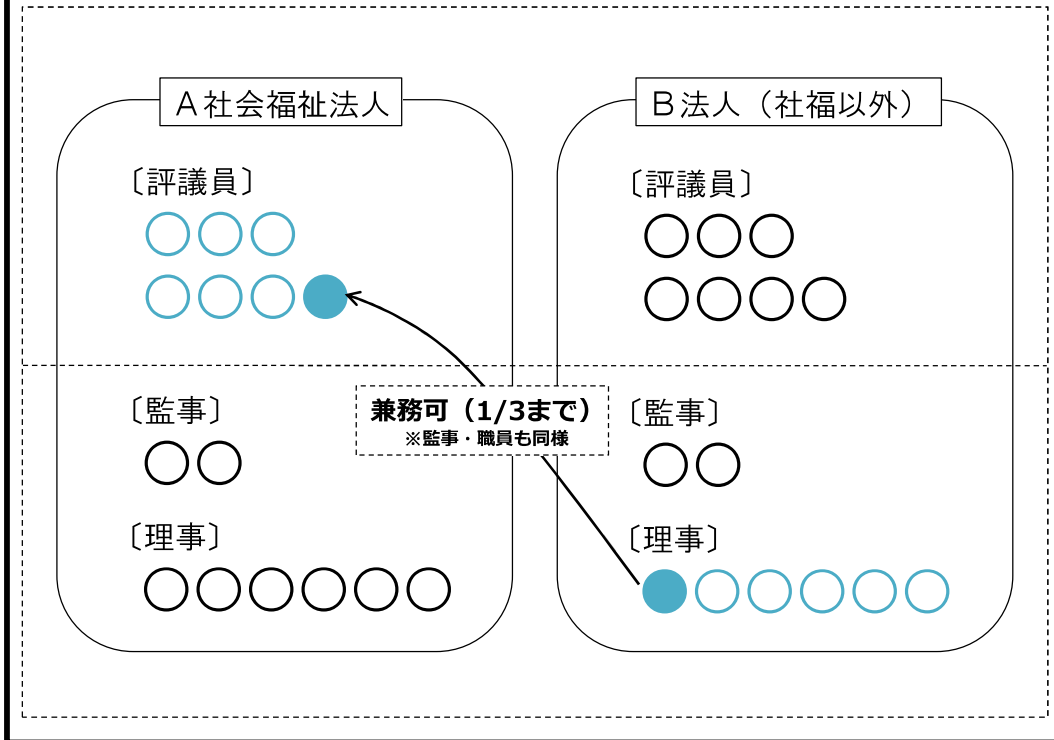 A社会福祉法人
〔評議員〕
〔監事〕
〔理事〕
B法人（社福以外）
〔評議員〕
〔監事〕
〔理事〕
兼務可（1/3まで）
※監事・職員も同様